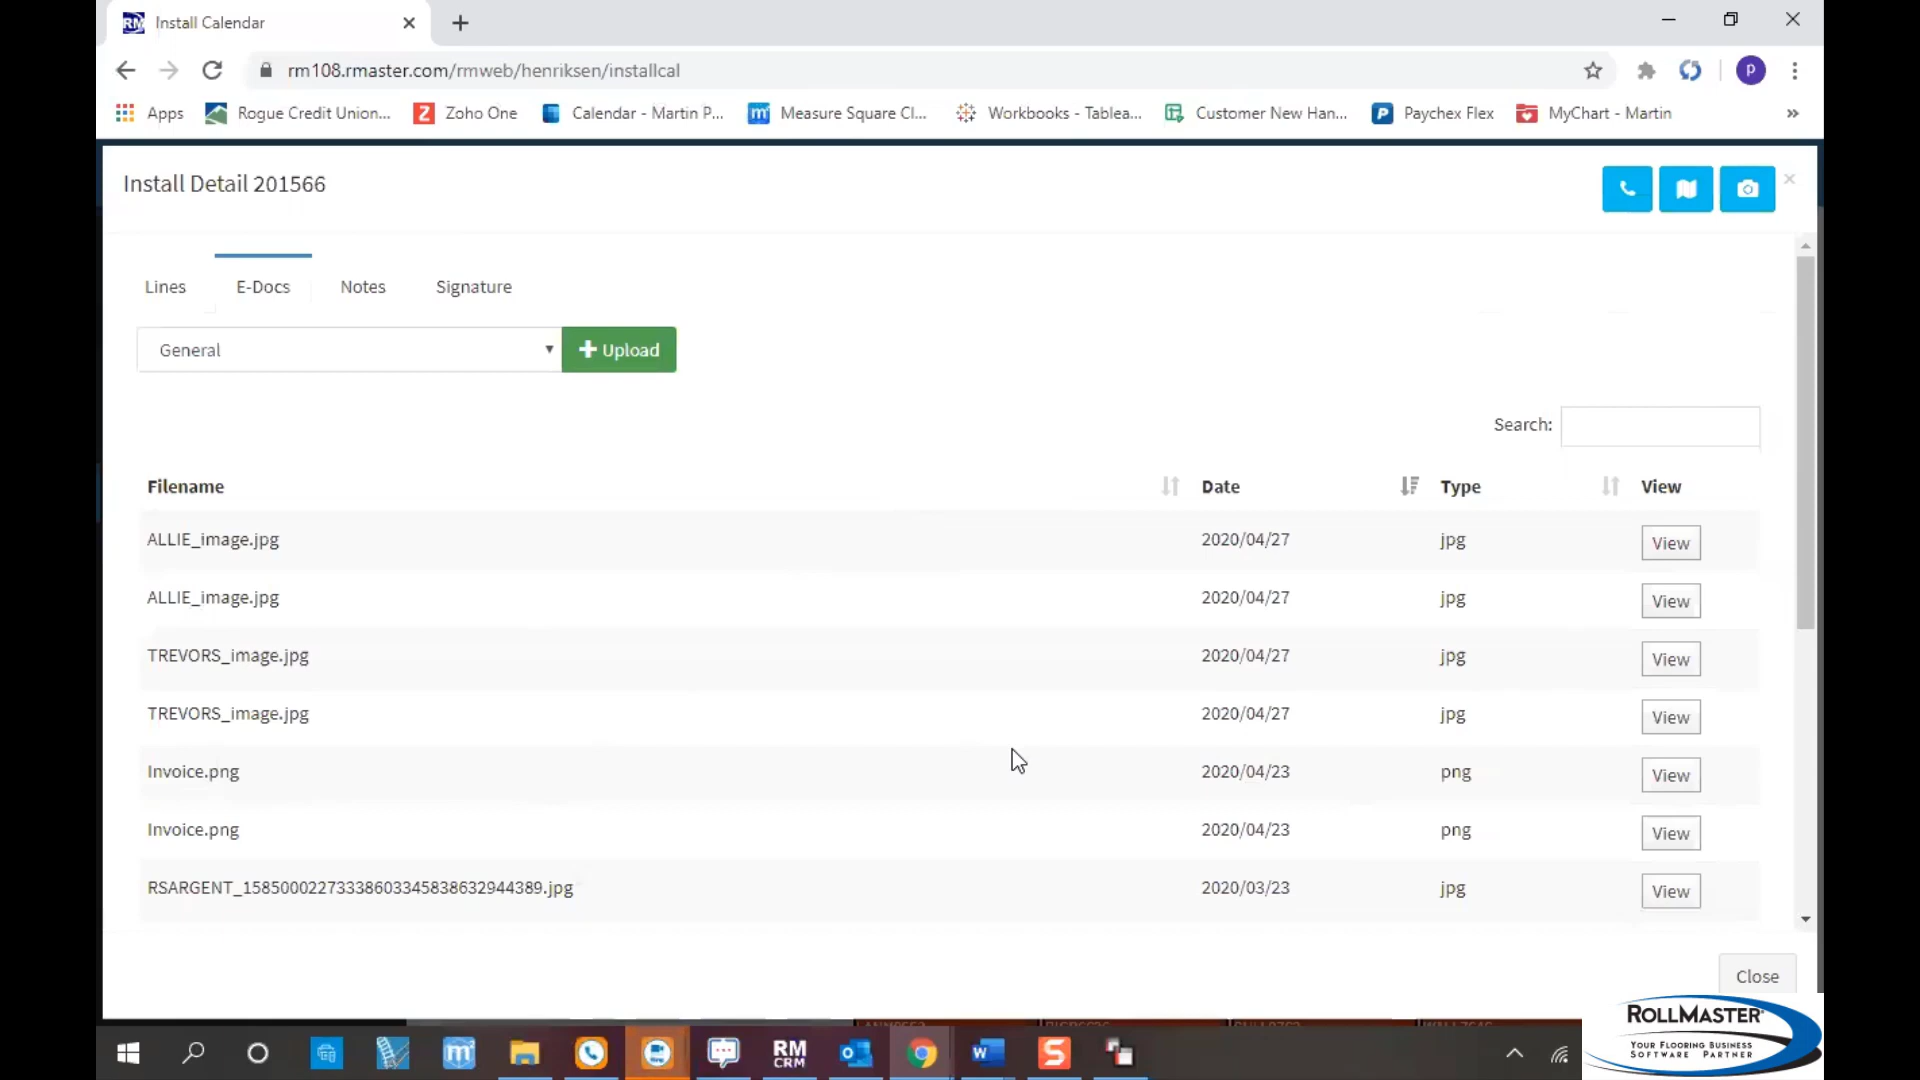 RM Install Calendar
rm108.rmaster.com/rmweb/henriksen/installcal
P
Apps Rogue Credit Union... Zoho One Calendar - Martin P... Measure Square Cl... Workbooks - Tablea... Customer New Han... Paychex Flex MyChart - Martin »
Install Detail 201566
Lines E-Docs Notes Signature
General Upload
Search:
Filename Date Type View
ALLIE_image.jpg 2020/04/27 jpg View
ALLIE_image.jpg 2020/04/27 jpg View
TREVORS_image.jpg 2020/04/27 jpg View
TREVORS_image.jpg 2020/04/27 jpg View
Invoice.png 2020/04/23 png View
Invoice.png 2020/04/23 png View
RSARGENT_15850002273338603345838632944389.jpg 2020/03/23 jpg View
Close
RM CRM
ROLLMASTER
YOUR FLOORING BUSINESS
SOFTWARE PARTNER